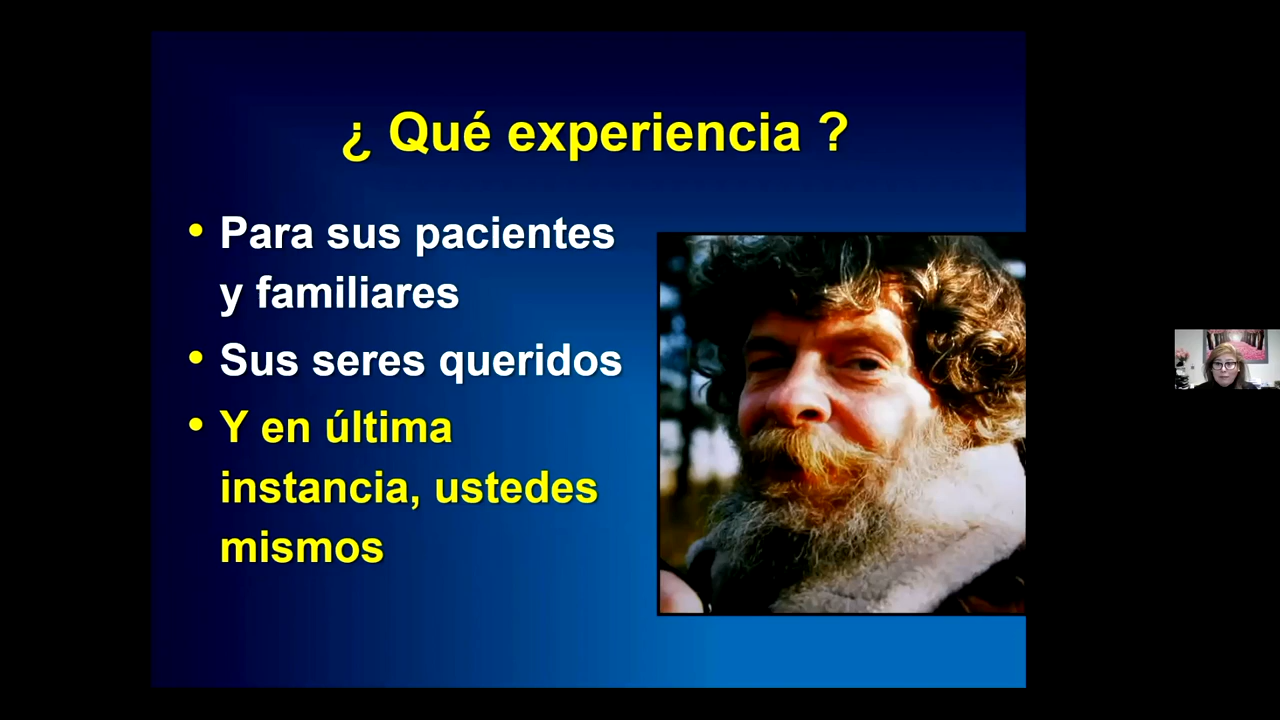 ¿ Qué experiencia ?
• Para sus pacientes
y familiares
• Sus seres queridos
• Y en última
instancia, ustedes
mismos